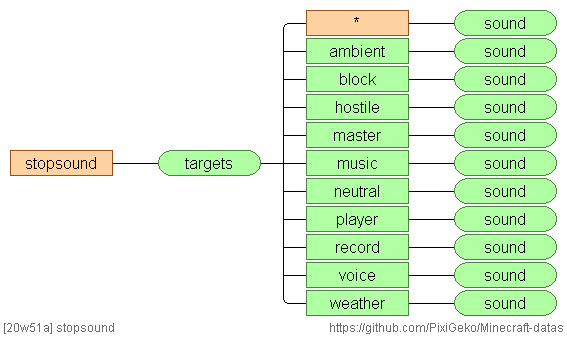 * sound
ambient sound
block sound
hostile sound
master sound
stopsound targets music sound
neutral sound
player sound
record sound
voice sound
weather sound
[20w51a] stopsound https://github.com/PixiGeko/Minecraft-datas